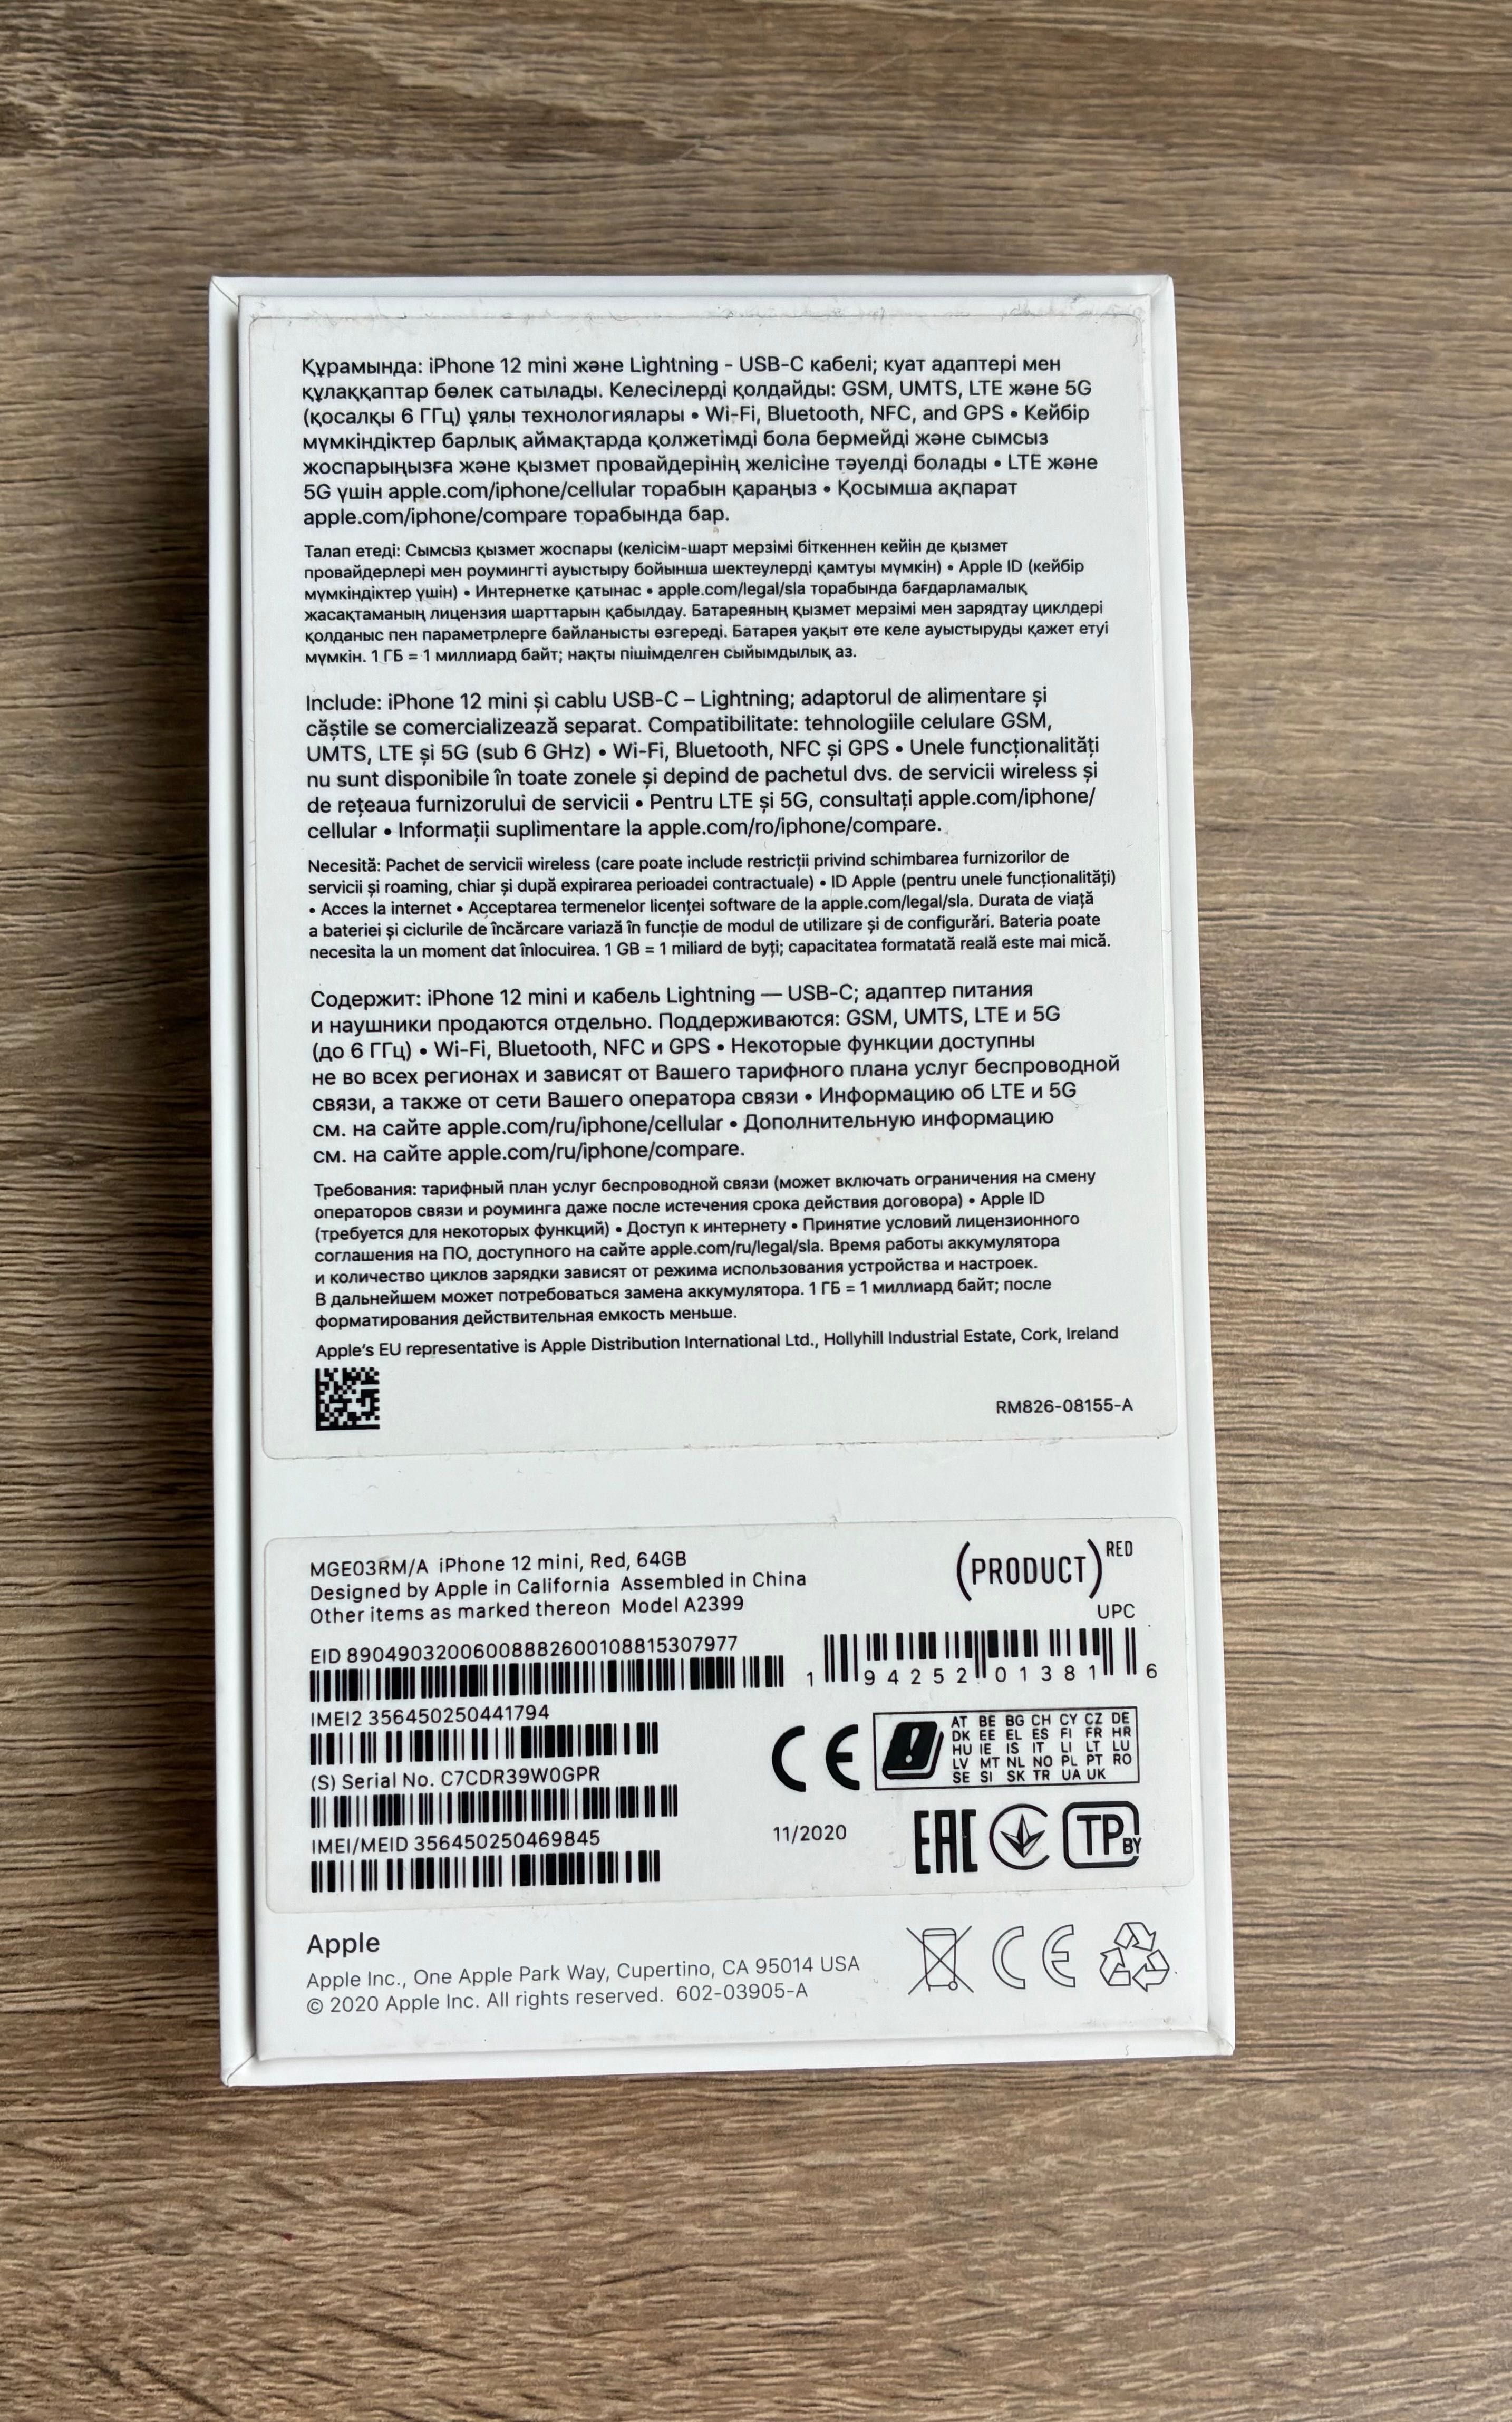 Құрамында: iPhone 12 mini және Lightning - USB-C кабелі; қуат адаптері мен
құлаққаптар бөлек сатылады. Келесілерді қолдайды: GSM, UMTS, LTE және 5G
(қосалқы 6 ГГц) ұялы технологиялары • Wi-Fi, Bluetooth, NFC, and GPS • Кейбір
мүмкіндіктер барлық аймақтарда қолжетімді бола бермейді және сымсыз
жоспарыңызға және қызмет провайдерінің желісіне тәуелді болады • LTE және
5G үшін apple.com/iphone/cellular торабын қараңыз • Қосымша ақпарат
apple.com/iphone/compare торабында бар.
Талап етеді: Сымсыз қызмет жоспары (келісім-шарт мерзімі біткеннен кейін де қызмет
провайдерлері мен роумингті ауыстыру бойынша шектеулерді қамтуы мүмкін) • Apple ID (кейбір
мүмкіндіктер үшін) • Интернетке қатынас • apple.com/legal/sla торабында бағдарламалық
жасақтаманың лицензия шарттарын қабылдау. Батареяның қызмет мерзімі мен зарядтау циклдері
қолданыс пен параметрлерге байланысты өзгереді. Батарея уақыт өте келе ауыстыруды қажет етуі
мүмкін. 1 ГБ = 1 миллиард байт; нақты пішімделген сыйымдылық аз.
Include: iPhone 12 mini și cablu USB-C – Lightning; adaptorul de alimentare și
căștile se comercializează separat. Compatibilitate: tehnologiile celulare GSM,
UMTS, LTE și 5G (sub 6 GHz) • Wi-Fi, Bluetooth, NFC și GPS • Unele funcționalități
nu sunt disponibile în toate zonele și depind de pachetul dvs. de servicii wireless și
de rețeaua furnizorului de servicii • Pentru LTE și 5G, consultați apple.com/iphone/
cellular • Informații suplimentare la apple.com/ro/iphone/compare.
Necesită: Pachet de servicii wireless (care poate include restricții privind schimbarea furnizorilor de
servicii și roaming, chiar și după expirarea perioadei contractuale) • ID Apple (pentru unele funcționalități)
• Acces la internet • Acceptarea termenelor licenței software de la apple.com/legal/sla. Durata de viață
a bateriei și ciclurile de încărcare variază în funcție de modul de utilizare și de configurări. Bateria poate
necesita la un moment dat înlocuirea. 1 GB = 1 miliard de byți; capacitatea formatată reală este mai mică.
Содержит: iPhone 12 mini и кабель Lightning — USB-C; адаптер питания
и наушники продаются отдельно. Поддерживаются: GSM, UMTS, LTE и 5G
(до 6 ГГц) • Wi-Fi, Bluetooth, NFC и GPS • Некоторые функции доступны
не во всех регионах и зависят от Вашего тарифного плана услуг беспроводной
связи, а также от сети Вашего оператора связи • Информацию об LTE и 5G
см. на сайте apple.com/ru/iphone/cellular • Дополнительную информацию
см. на сайте apple.com/ru/iphone/compare.
Требования: тарифный план услуг беспроводной связи (может включать ограничения на смену
операторов связи и роуминга даже после истечения срока действия договора) • Apple ID
(требуется для некоторых функций) • Доступ к интернету • Принятие условий лицензионного
соглашения на ПО, доступного на сайте apple.com/ru/legal/sla. Время работы аккумулятора
и количество циклов зарядки зависят от режима использования устройства и настроек.
В дальнейшем может потребоваться замена аккумулятора. 1 ГБ = 1 миллиард байт; после
форматирования действительная емкость меньше.
Apple's EU representative is Apple Distribution International Ltd., Hollyhill Industrial Estate, Cork, Ireland
RM826-08155-A
MGE03RM/A iPhone 12 mini, Red, 64GB
Designed by Apple in California Assembled in China
Other items as marked thereon Model A2399
(PRODUCT)RED
UPC
EID 89049032006008882600108815307977
1 94252 01381 6
IMEI2 356450250441794
(S) Serial No. C7CDR39W0GPR
IMEI/MEID 356450250469845
CE
AT BE BG CH CY CZ DE
DK EE EL ES FI FR HR
HU IE IS IT LI LT LU
LV MT NL NO PL PT RO
SE SI SK TR UA UK
11/2020
EAC
TP BY
Apple
Apple Inc., One Apple Park Way, Cupertino, CA 95014 USA
© 2020 Apple Inc. All rights reserved. 602-03905-A
CE